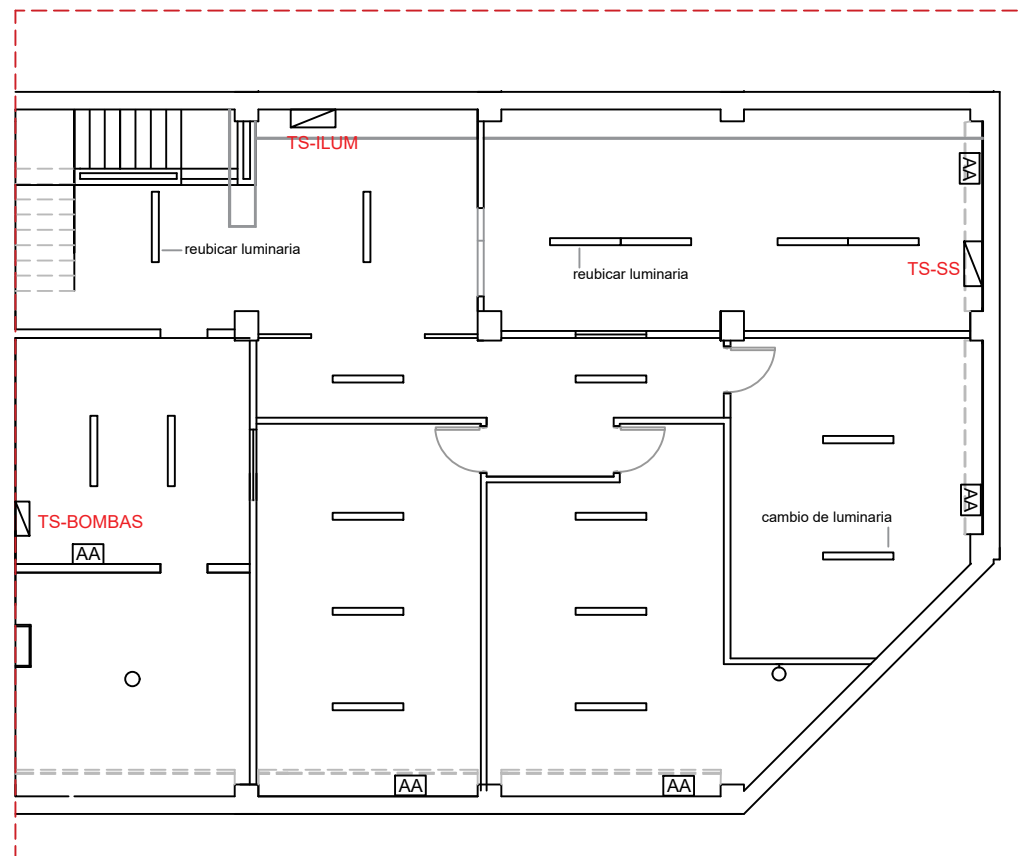 TS-ILUM
AA
reubicar luminaria
TS-SS
reubicar luminaria
AA
cambio de luminaria
TS-BOMBAS
AA
AA
AA